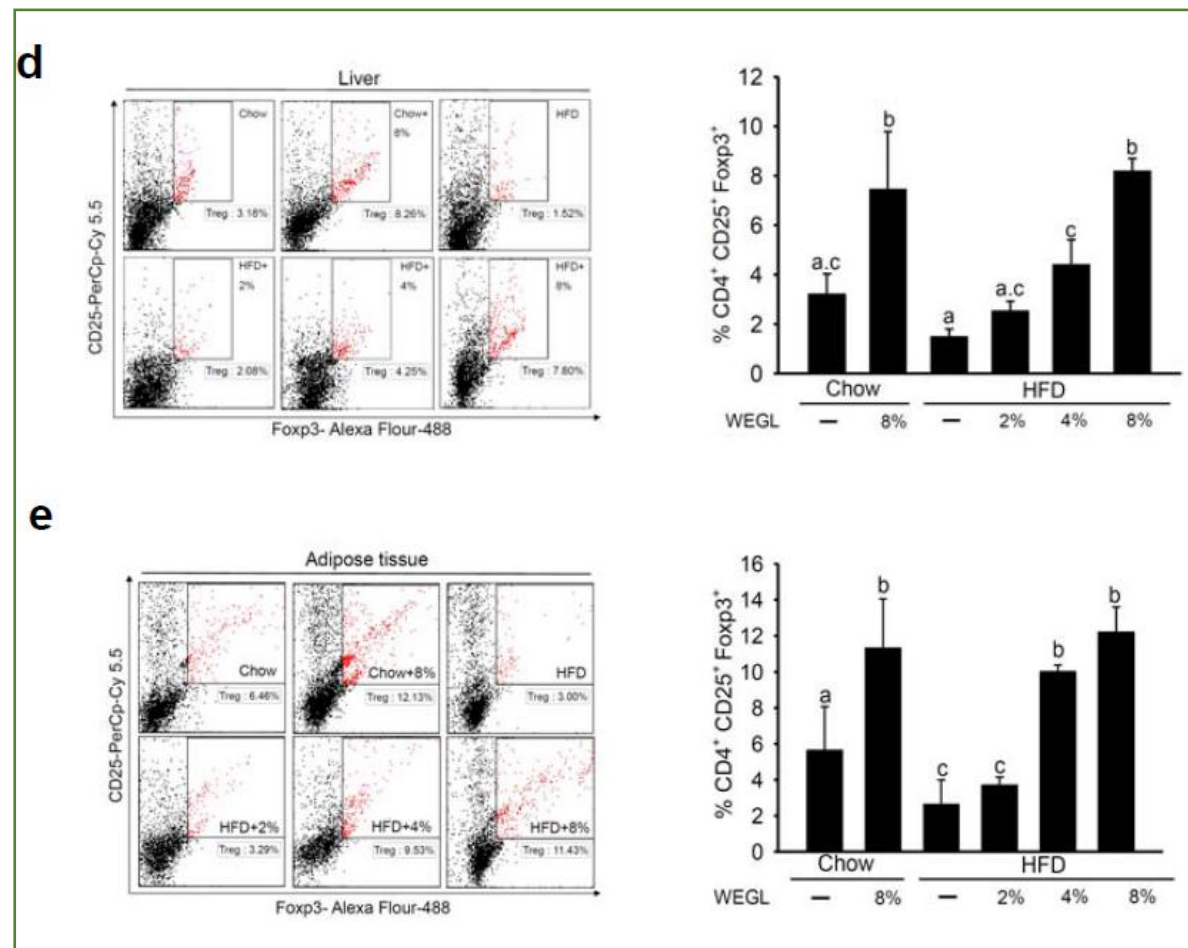 d
Liver
Chow
Chow+
8%
HFD
Treg : 3.18%
Treg : 8.26%
Treg : 1.52%
HFD+
2%
HFD+
4%
HFD+
8%
Treg : 2.08%
Treg : 4.25%
Treg : 7.80%
CD25-PerCp-Cy 5.5
Foxp3- Alexa Flour-488
% CD4+ CD25+ Foxp3+
12
10
8
6
4
2
0
a.c
b
a
a.c
c
b
Chow
HFD
WEGL – 8% – 2% 4% 8%
e
Adipose tissue
Chow
Chow+8%
HFD
Treg : 6.46%
Treg : 12.13%
Treg : 3.00%
HFD+2%
HFD+4%
HFD+8%
Treg : 3.29%
Treg : 9.53%
Treg : 11.43%
CD25-PerCp-Cy 5.5
Foxp3- Alexa Flour-488
% CD4+ CD25+ Foxp3+
16
14
12
10
8
6
4
2
0
a
b
c
c
b
b
Chow
HFD
WEGL – 8% – 2% 4% 8%